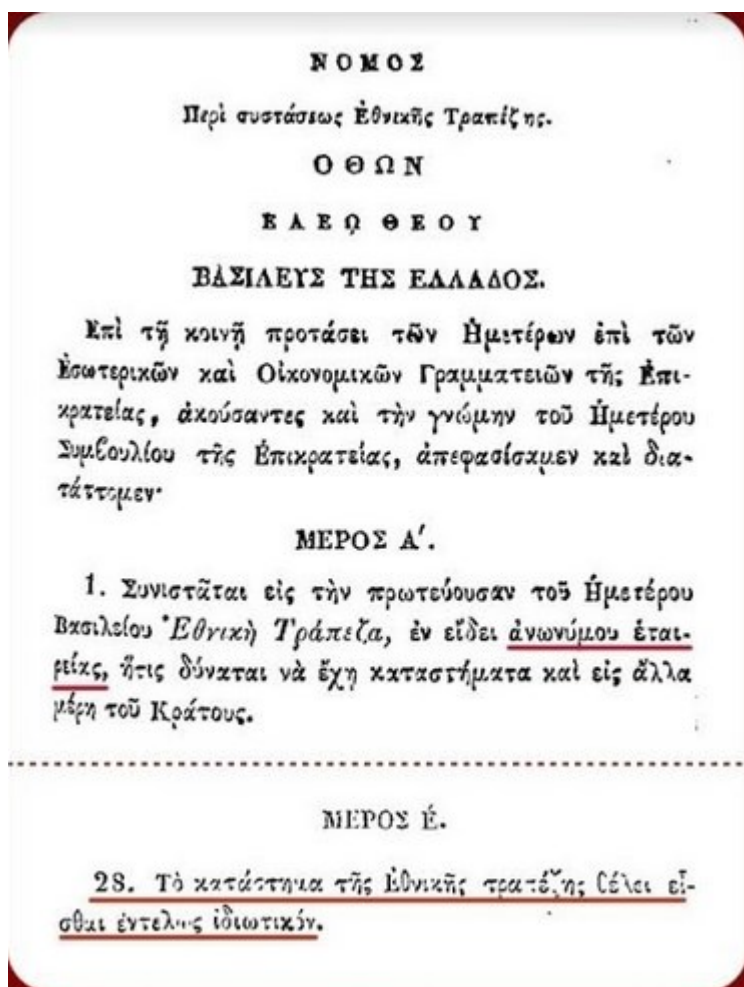 ΝΟΜΟΣ
Περὶ συστάσεως Ἐθνικῆς Τραπέζης.
ΟΘΩΝ
ΕΛΕῼ ΘΕΟΥ
ΒΑΣΙΛΕΥΣ ΤΗΣ ΕΛΛΑΔΟΣ.
Ἐπὶ τῇ κοινῇ προτάσει τῶν Ἡμετέρων ἐπὶ τῶν
Ἐσωτερικῶν καὶ Οἰκονομικῶν Γραμματειῶν τῆς Ἐπι-
κρατείας, ἀκούσαντες καὶ τὴν γνώμην τοῦ Ἡμετέρου
Συμβουλίου τῆς Ἐπικρατείας, ἀπεφασίσαμεν καὶ δια-
τάττομεν·
ΜΕΡΟΣ Α′.
1. Συνιστᾶται εἰς τὴν πρωτεύουσαν τοῦ Ἡμετέρου
Βασιλείου Ἐθνικὴ Τράπεζα, ἐν εἴδει ἀνωνύμου ἑται-
ρείας, ἥτις δύναται νὰ ἔχῃ καταστήματα καὶ εἰς ἄλλα
μέρη τοῦ Κράτους.
ΜΕΡΟΣ Έ.
28. Τὸ κατάστημα τῆς Ἐθνικῆς τραπέζης θέλει εἶ-
σθαι ἐντελῶς ἰδιωτικόν.